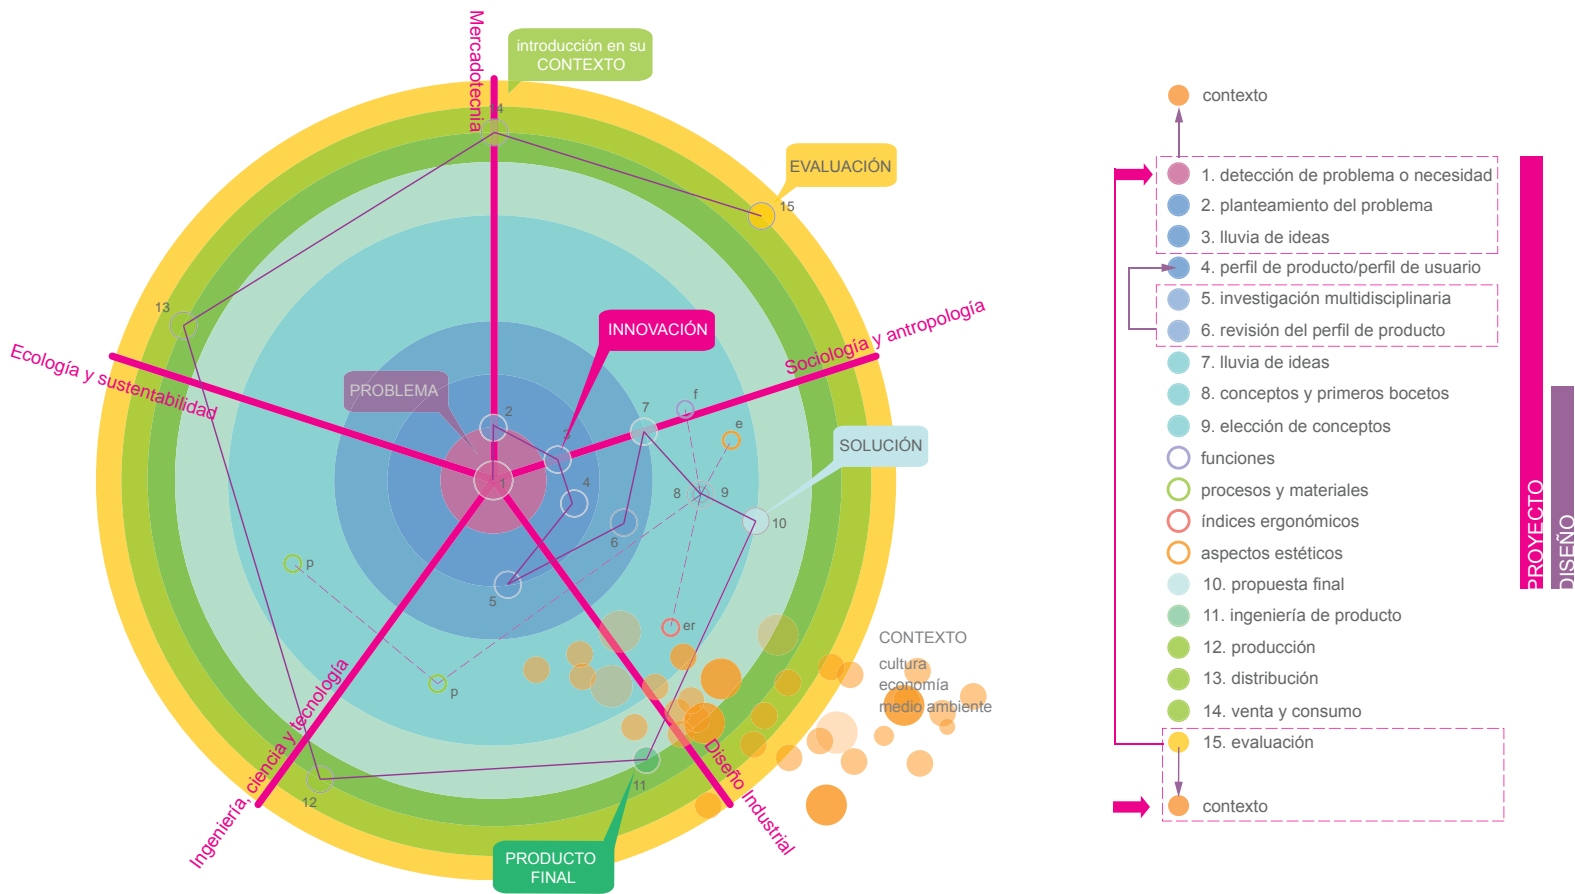 Mercadotecnia
introducción en su
CONTEXTO
14
EVALUACIÓN
15
13
INNOVACIÓN
Sociología y antropología
Ecología y sustentabilidad
PROBLEMA
2
3
7
f
e
SOLUCIÓN
1
4
8
9
10
6
5
p
p
er
CONTEXTO
cultura
economía
medio ambiente
Ingeniería, ciencia y tecnología
Diseño Industrial
12
11
PRODUCTO
FINAL
contexto
1. detección de problema o necesidad
2. planteamiento del problema
3. lluvia de ideas
4. perfil de producto/perfil de usuario
5. investigación multidisciplinaria
6. revisión del perfil de producto
7. lluvia de ideas
8. conceptos y primeros bocetos
9. elección de conceptos
funciones
procesos y materiales
índices ergonómicos
aspectos estéticos
10. propuesta final
11. ingeniería de producto
12. producción
13. distribución
14. venta y consumo
15. evaluación
contexto
PROYECTO
DISEÑO